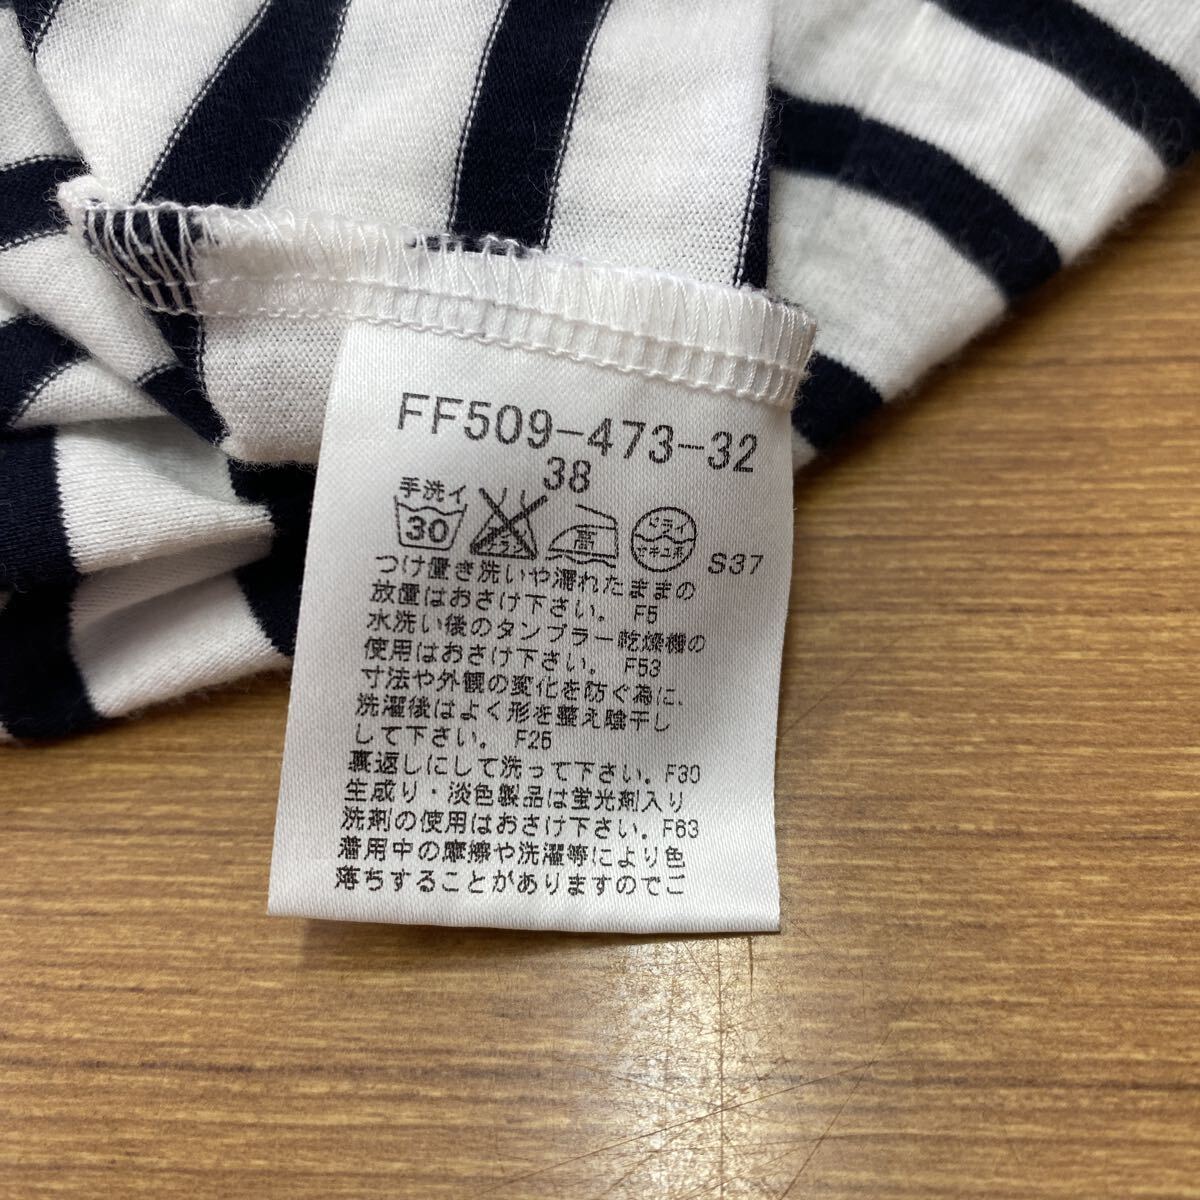 FF509-473-32
38
手洗イ
30
高
ドライ
セキユ系
S37
つけ置き洗いや濡れたままの
放置はおさけ下さい。 F5
水洗い後のタンブラー乾燥機の
使用はおさけ下さい。 F53
寸法や外観の変化を防ぐ為に、
洗濯後はよく形を整え陰干し
して下さい。 F25
裏返しにして洗って下さい。F30
生成り・淡色製品は蛍光剤入り
洗剤の使用はおさけ下さい。F63
着用中の摩擦や洗濯等により色
落ちすることがありますのでご